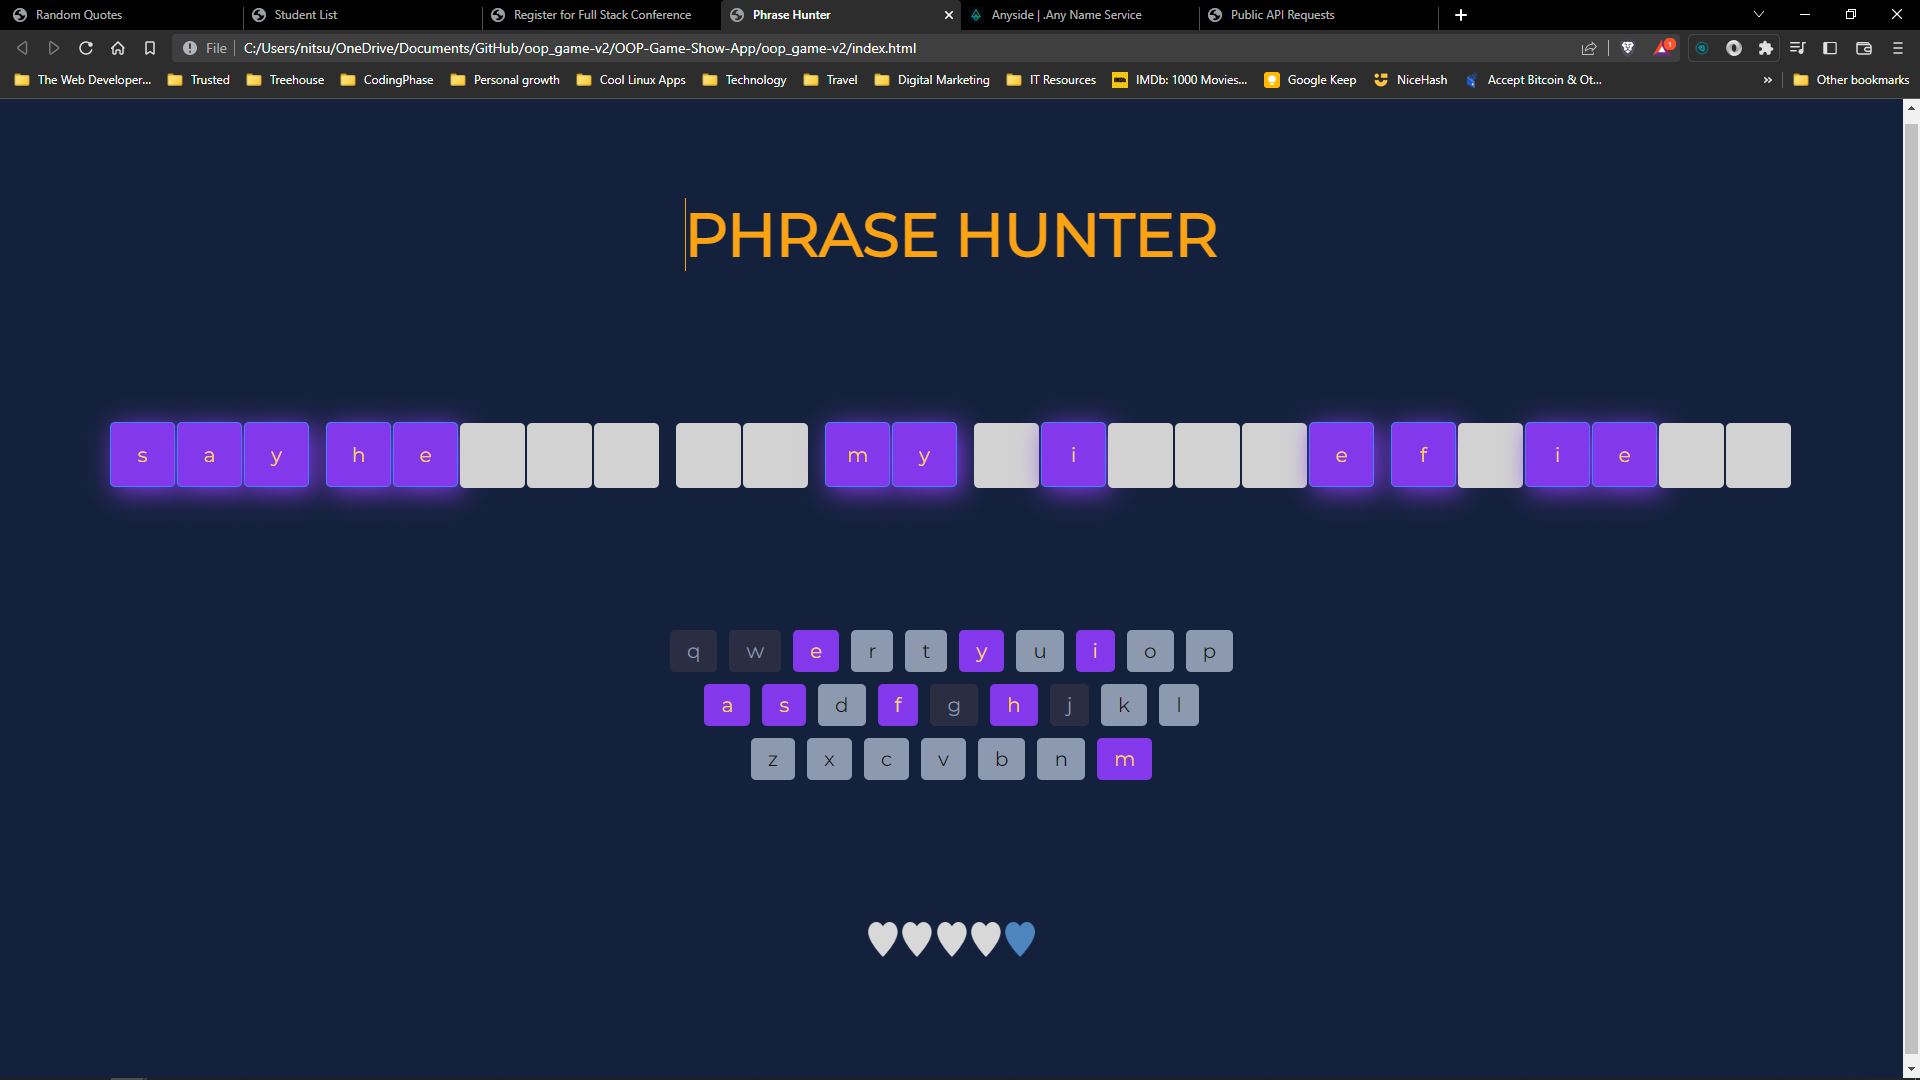 Random Quotes Student List Register for Full Stack Conference Phrase Hunter Anyside | .Any Name Service Public API Requests
File C:/Users/nitsu/OneDrive/Documents/GitHub/oop_game-v2/OOP-Game-Show-App/oop_game-v2/index.html 1
The Web Developer... Trusted Treehouse CodingPhase Personal growth Cool Linux Apps Technology Travel Digital Marketing IT Resources IMDb IMDb: 1000 Movies... Google Keep NiceHash Accept Bitcoin & Ot... » Other bookmarks
PHRASE HUNTER
s a y h e m y i e f i e
q w e r t y u i o p
a s d f g h j k l
z x c v b n m